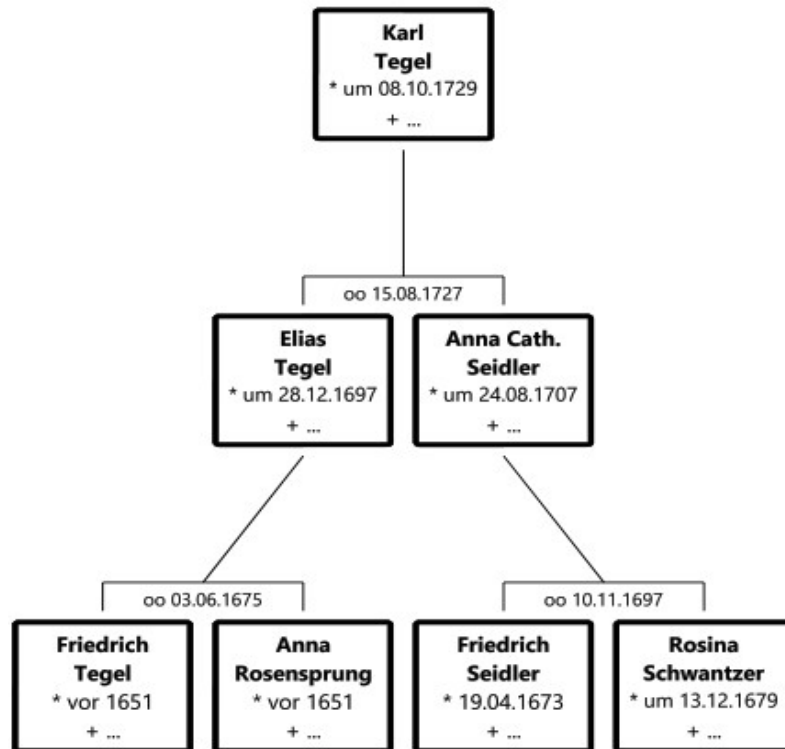 Karl
Tegel
* um 08.10.1729
+ ...
oo 15.08.1727
Elias
Tegel
* um 28.12.1697
+ ...
Anna Cath.
Seidler
* um 24.08.1707
+ ...
oo 03.06.1675
oo 10.11.1697
Friedrich
Tegel
* vor 1651
+ ...
Anna
Rosensprung
* vor 1651
+ ...
Friedrich
Seidler
* 19.04.1673
+ ...
Rosina
Schwantzer
* um 13.12.1679
+ ...